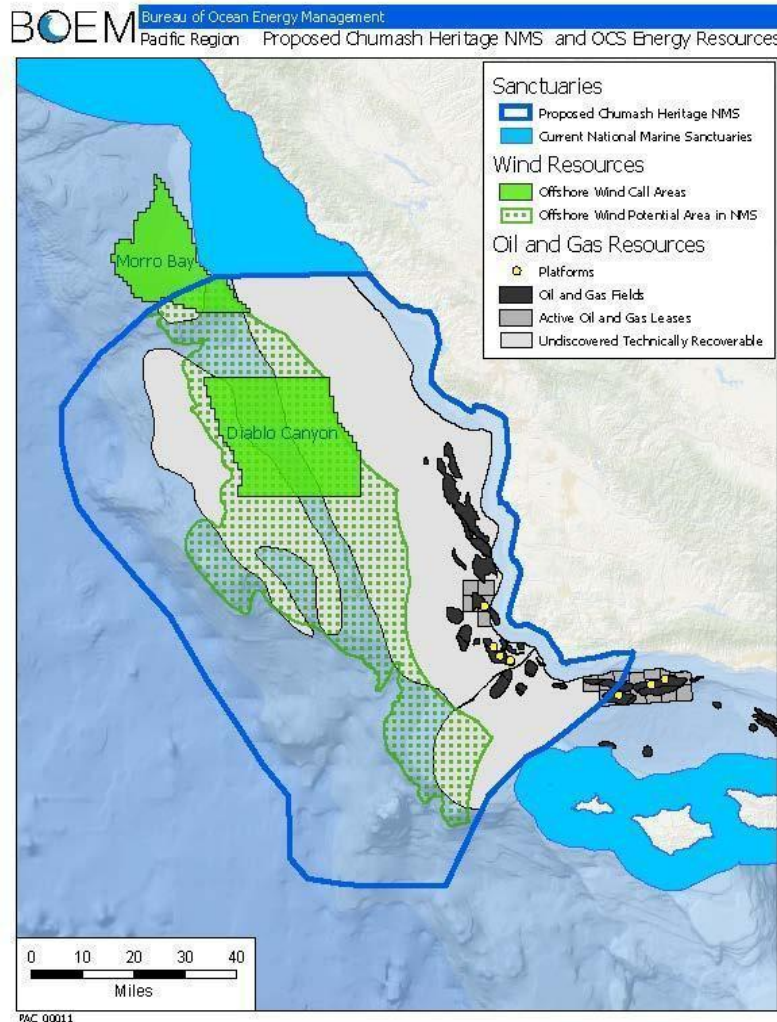 BOEM
Bureau of Ocean Energy Management
Pacific Region Proposed Chumash Heritage NMS and OCS Energy Resources
Sanctuaries
Proposed Chumash Heritage NMS
Current National Marine Sanctuaries
Wind Resources
Offshore Wind Call Areas
Offshore Wind Potential Area in NMS
Oil and Gas Resources
Platforms
Oil and Gas Fields
Active Oil and Gas Leases
Undiscovered Technically Recoverable
Morro Bay
Diablo Canyon
0 10 20 30 40
Miles
PAC 00011